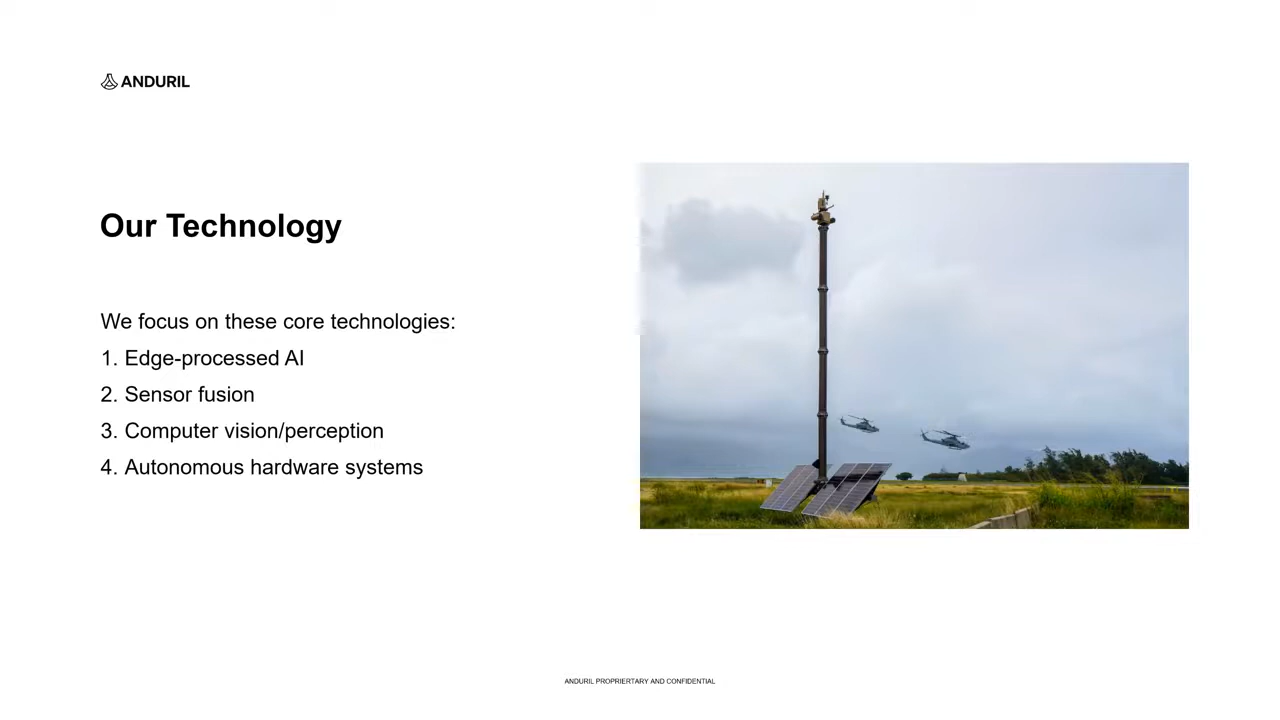 ANDURIL
Our Technology
We focus on these core technologies:
1. Edge-processed AI
2. Sensor fusion
3. Computer vision/perception
4. Autonomous hardware systems
ANDURIL PROPRIERTARY AND CONFIDENTIAL